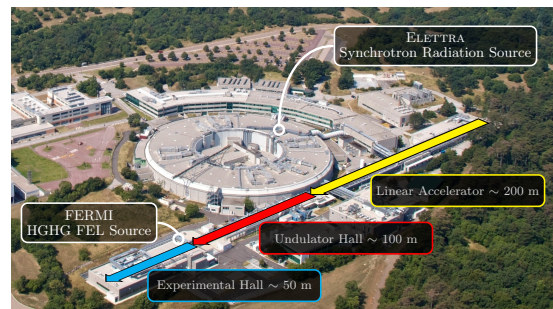 ELETTRA
Synchrotron Radiation Source
Linear Accelerator ∼ 200 m
FERMI
HGHG FEL Source
Undulator Hall ∼ 100 m
Experimental Hall ∼ 50 m